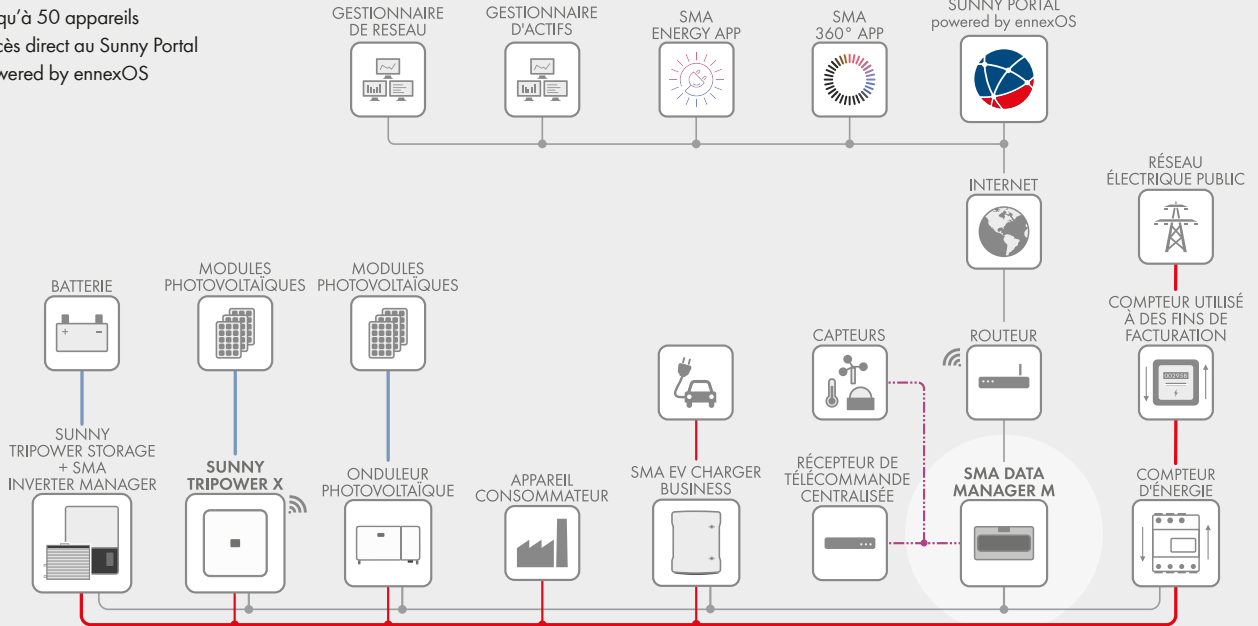 qu'à 50 appareils
cès direct au Sunny Portal
wered by ennexOS
GESTIONNAIRE
DE RESEAU
GESTIONNAIRE
D'ACTIFS
SMA
ENERGY APP
SMA
360° APP
SUNNY PORTAL
powered by ennexOS
INTERNET
RÉSEAU
ÉLECTRIQUE PUBLIC
BATTERIE
MODULES
PHOTOVOLTAÏQUES
MODULES
PHOTOVOLTAÏQUES
CAPTEURS
ROUTEUR
COMPTEUR UTILISÉ
À DES FINS DE
FACTURATION
SUNNY
TRIPOWER STORAGE
+ SMA
INVERTER MANAGER
SUNNY
TRIPOWER X
ONDULEUR
PHOTOVOLTAÏQUE
APPAREIL
CONSOMMATEUR
SMA EV CHARGER
BUSINESS
RÉCEPTEUR DE
TÉLÉCOMMANDE
CENTRALISÉE
SMA DATA
MANAGER M
COMPTEUR
D'ÉNERGIE